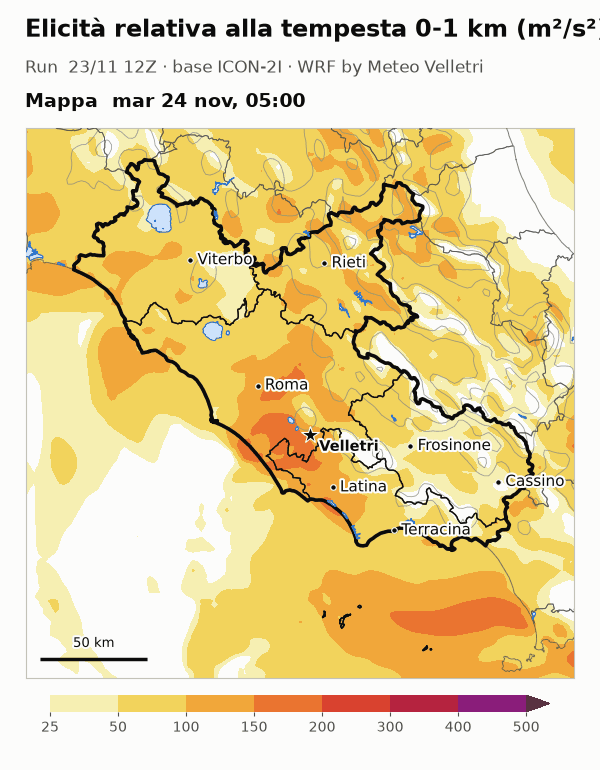 Elicità relativa alla tempesta 0-1 km (m²/s²)
Run 23/11 12Z · base ICON-2I · WRF by Meteo Velletri
Mappa mar 24 nov, 05:00
Viterbo
Rieti
Roma
Velletri
Frosinone
Latina
Cassino
Terracina
50 km
25 50 100 150 200 300 400 500